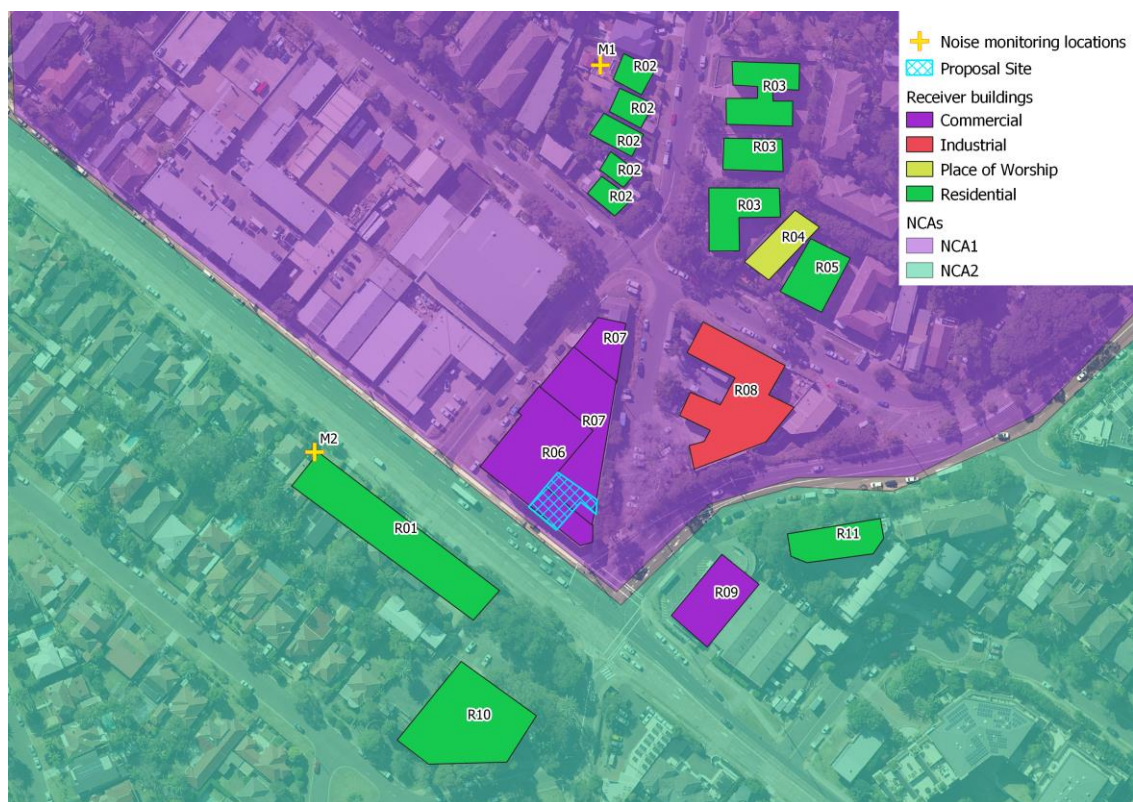 Noise monitoring locations
Proposal Site
Receiver buildings
Commercial
Industrial
Place of Worship
Residential
NCAs
NCA1
NCA2
M1
R02
R02
R02
R02
R02
R03
R03
R03
R04
R05
R07
R07
R08
R06
M2
R01
R11
R09
R10